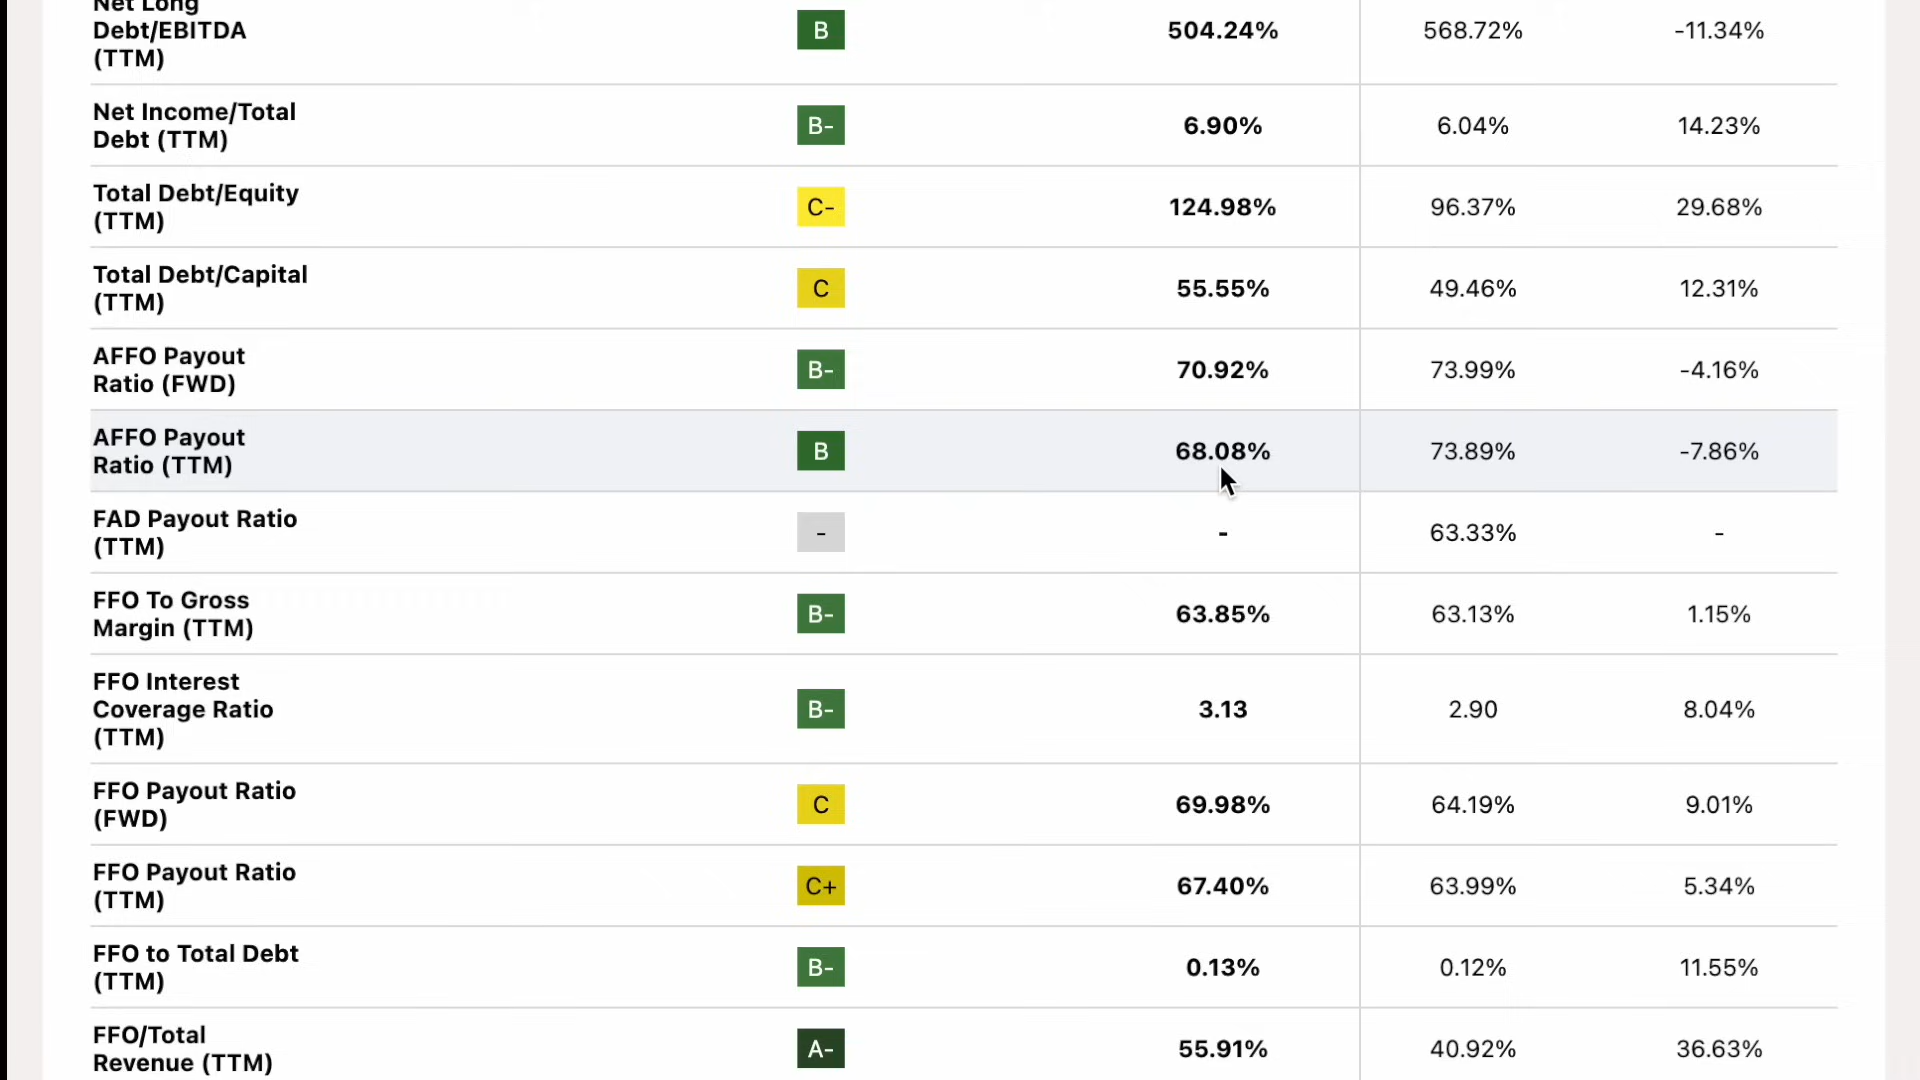 Net Long
Debt/EBITDA
(TTM)
B
504.24%
568.72%
-11.34%
Net Income/Total
Debt (TTM)
B-
6.90%
6.04%
14.23%
Total Debt/Equity
(TTM)
C-
124.98%
96.37%
29.68%
Total Debt/Capital
(TTM)
C
55.55%
49.46%
12.31%
AFFO Payout
Ratio (FWD)
B-
70.92%
73.99%
-4.16%
AFFO Payout
Ratio (TTM)
B
68.08%
73.89%
-7.86%
FAD Payout Ratio
(TTM)
-
-
63.33%
-
FFO To Gross
Margin (TTM)
B-
63.85%
63.13%
1.15%
FFO Interest
Coverage Ratio
(TTM)
B-
3.13
2.90
8.04%
FFO Payout Ratio
(FWD)
C
69.98%
64.19%
9.01%
FFO Payout Ratio
(TTM)
C+
67.40%
63.99%
5.34%
FFO to Total Debt
(TTM)
B-
0.13%
0.12%
11.55%
FFO/Total
Revenue (TTM)
A-
55.91%
40.92%
36.63%